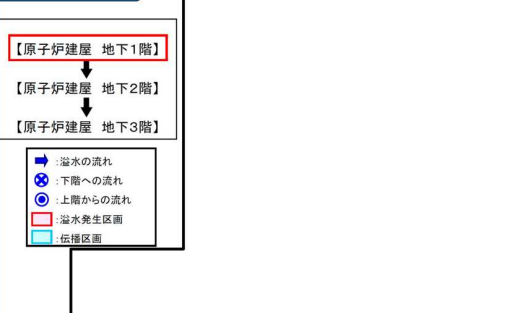 【原子炉建屋 地下1階】
【原子炉建屋 地下2階】
【原子炉建屋 地下3階】
:溢水の流れ
:下階への流れ
:上階からの流れ
:溢水発生区画
:伝播区画